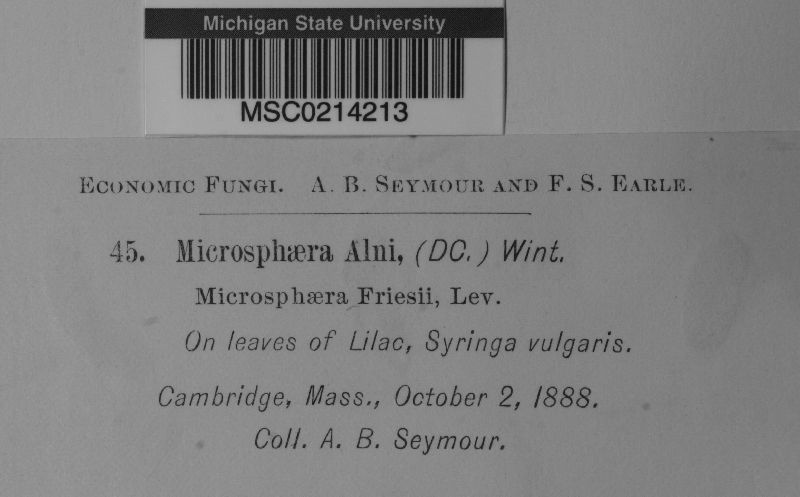 Michigan State University
MSC0214213
Economic Fungi. A. B. Seymour and F. S. Earle.
45. Microsphæra Alni, (DC.) Wint.
Microsphæra Friesii, Lev.
On leaves of Lilac, Syringa vulgaris.
Cambridge, Mass., October 2, 1888.
Coll. A. B. Seymour.